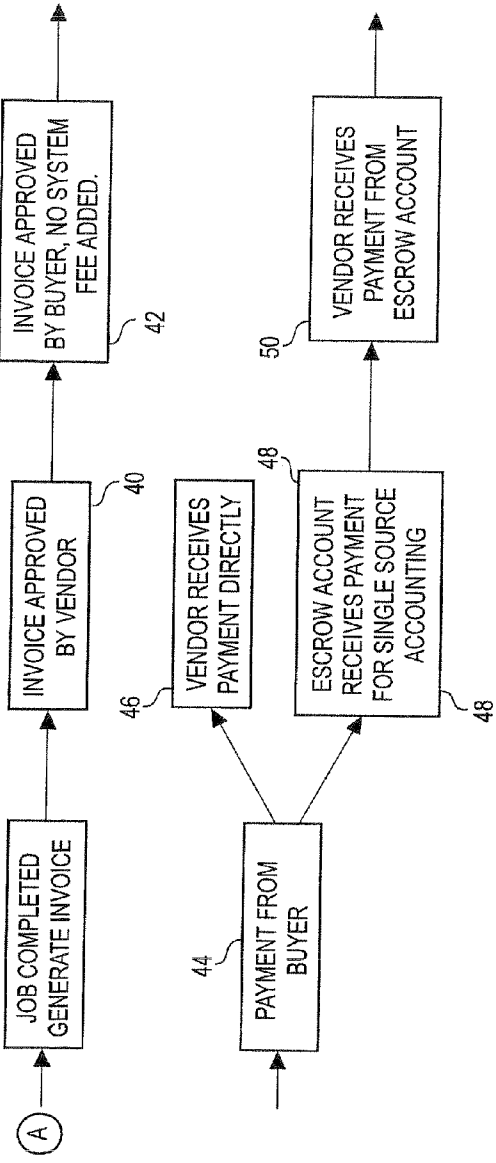 A
JOB COMPLETED
GENERATE INVOICE
INVOICE APPROVED
BY VENDOR
40
INVOICE APPROVED
BY BUYER, NO SYSTEM
FEE ADDED.
42
44
PAYMENT FROM
BUYER
46
VENDOR RECEIVES
PAYMENT DIRECTLY
48
ESCROW ACCOUNT
RECEIVES PAYMENT
FOR SINGLE SOURCE
ACCOUNTING
48
50
VENDOR RECEIVES
PAYMENT FROM
ESCROW ACCOUNT